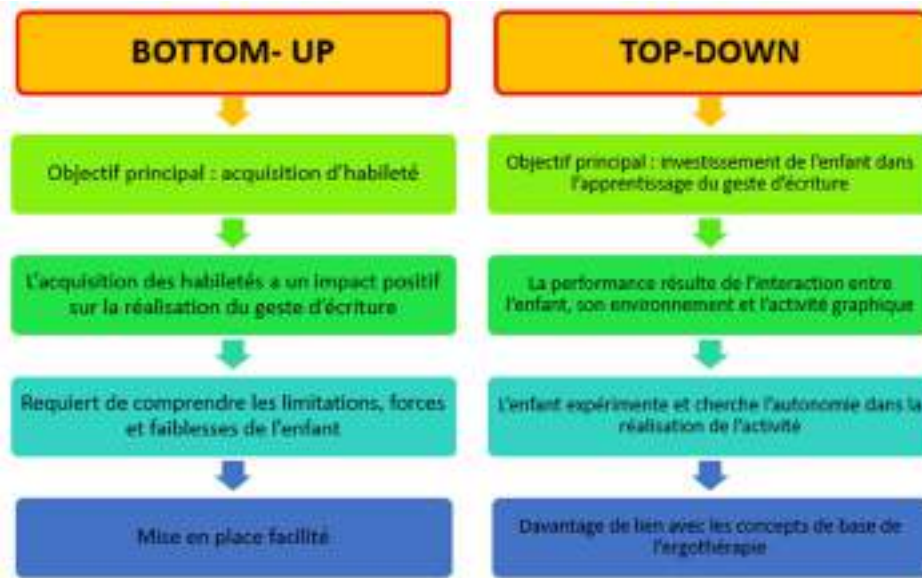 BOTTOM- UP
Objectif principal : acquisition d'habileté
L'acquisition des habiletés a un impact positif
sur la réalisation du geste d'écriture
Requiert de comprendre les limitations, forces
et faiblesses de l'enfant
Mise en place facilité
TOP-DOWN
Objectif principal : investissement de l'enfant dans
l'apprentissage du geste d'écriture
La performance résulte de l'interaction entre
l'enfant, son environnement et l'activité graphique
L'enfant expérimente et cherche l'autonomie dans la
réalisation de l'activité
Davantage de lien avec les concepts de base de
l'ergothérapie